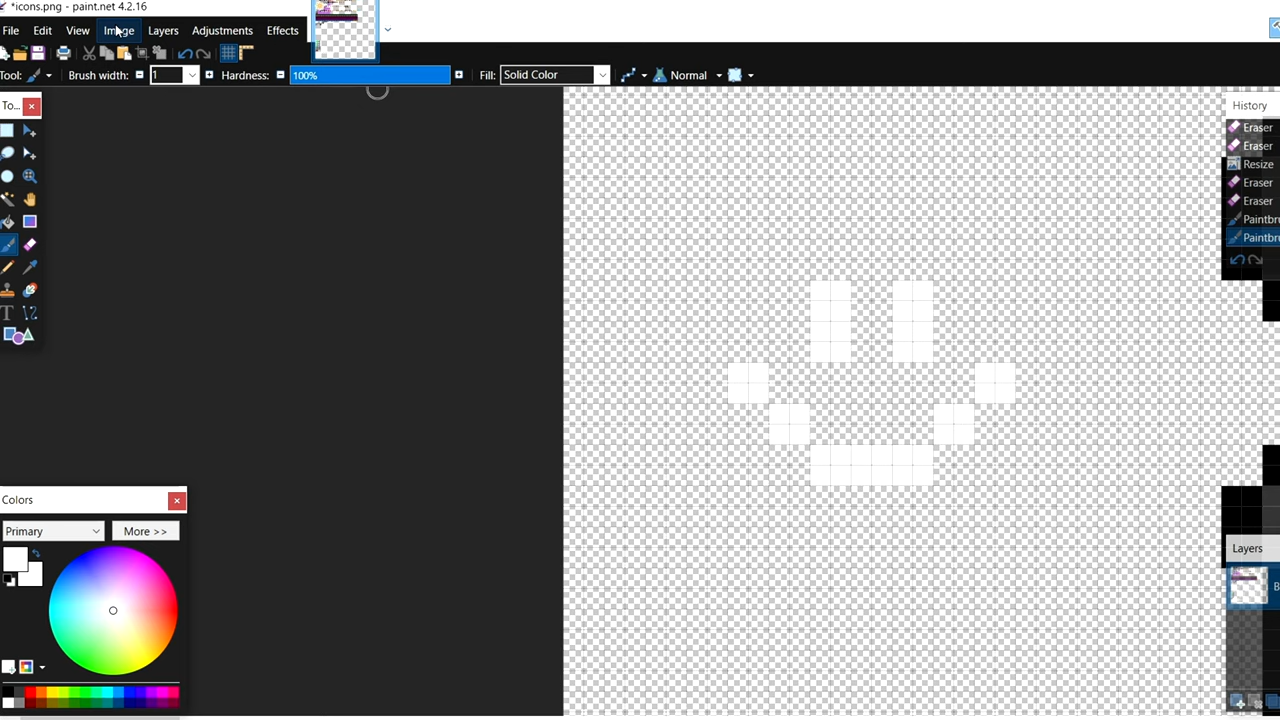 *icons.png - paint.net 4.2.16
File Edit View Image Layers Adjustments Effects
Tool: Brush width: 1 Hardness: 100% Fill: Solid Color Normal
To...
History
Eraser
Eraser
Resize
Eraser
Eraser
Paintbr
Paintbr
Colors
Primary More >>
Layers
B